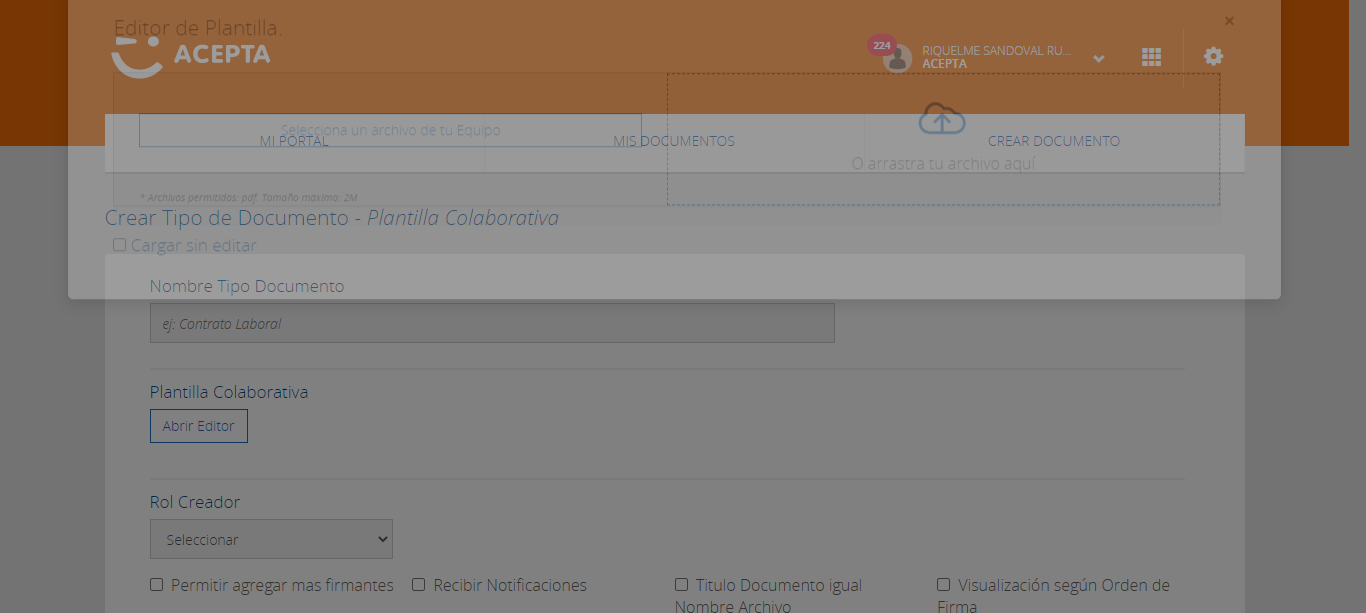 Editor de Plantilla.
×
ACEPTA
224
RIQUELME SANDOVAL RU...
ACEPTA
Selecciona un archivo de tu Equipo
MI PORTAL
MIS DOCUMENTOS
CREAR DOCUMENTO
O arrastra tu archivo aquí
* Archivos permitidos: pdf. Tamaño máximo: 2M
Crear Tipo de Documento - Plantilla Colaborativa
Cargar sin editar
Nombre Tipo Documento
ej: Contrato Laboral
Plantilla Colaborativa
Abrir Editor
Rol Creador
Seleccionar
Permitir agregar mas firmantes
Recibir Notificaciones
Titulo Documento igual
Nombre Archivo
Visualización según Orden de
Firma